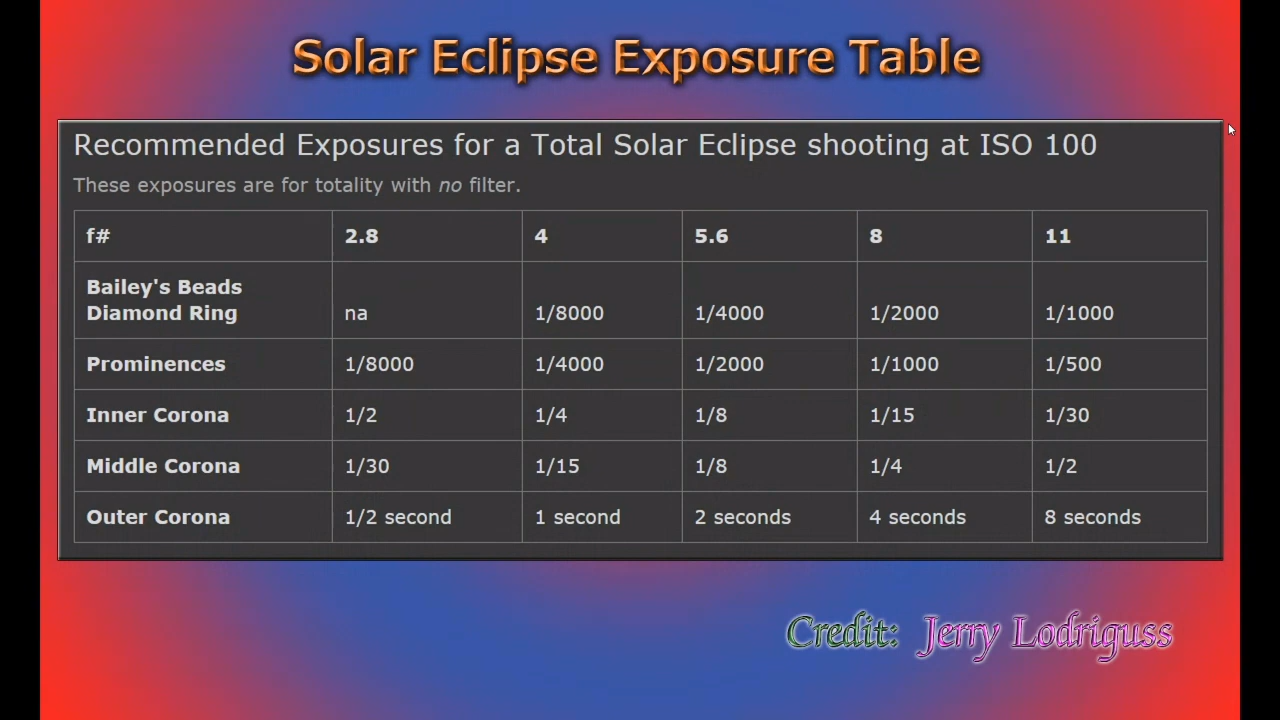 Solar Eclipse Exposure Table
Recommended Exposures for a Total Solar Eclipse shooting at ISO 100
These exposures are for totality with no filter.
f# 2.8 4 5.6 8 11
Bailey's Beads
Diamond Ring na 1/8000 1/4000 1/2000 1/1000
Prominences 1/8000 1/4000 1/2000 1/1000 1/500
Inner Corona 1/2 1/4 1/8 1/15 1/30
Middle Corona 1/30 1/15 1/8 1/4 1/2
Outer Corona 1/2 second 1 second 2 seconds 4 seconds 8 seconds
Credit: Jerry Lodriguss